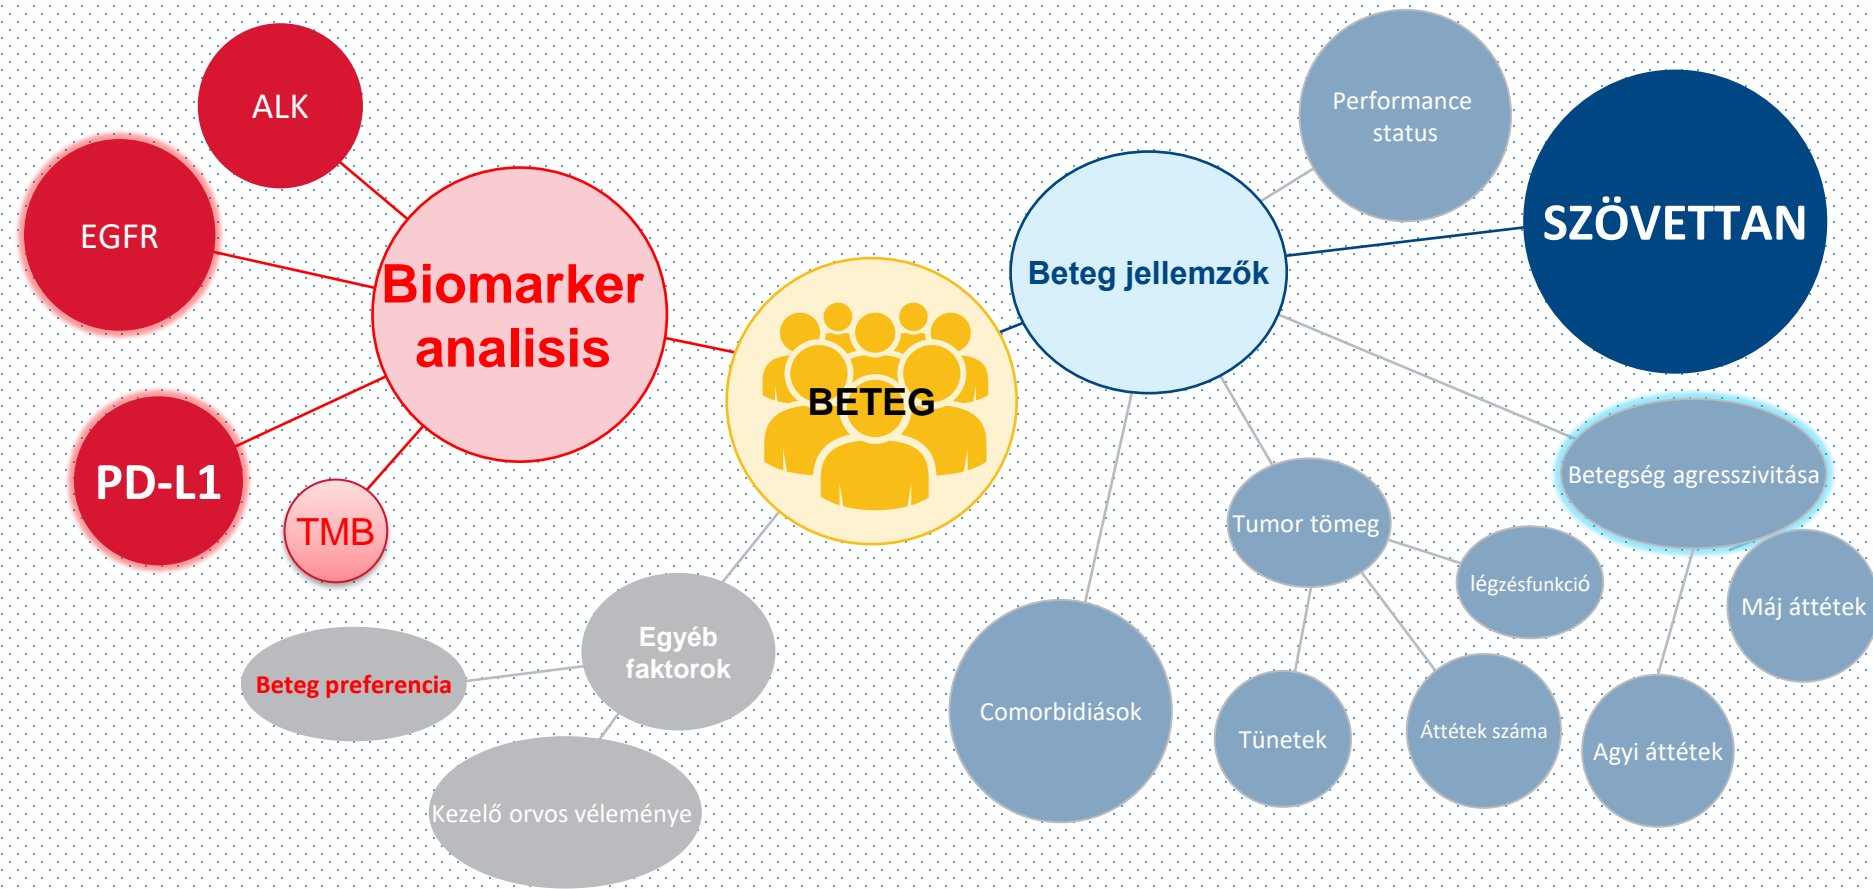 ALK
EGFR
Biomarker
analisis
PD-L1
TMB
BETEG
Beteg jellemzők
Performance
status
SZÖVETTAN
Betegség agresszivitása
Tumor tömeg
légzésfunkció
Máj áttétek
Egyéb
faktorok
Beteg preferencia
Kezelő orvos véleménye
Comorbidiások
Tünetek
Áttétek száma
Agyi áttétek